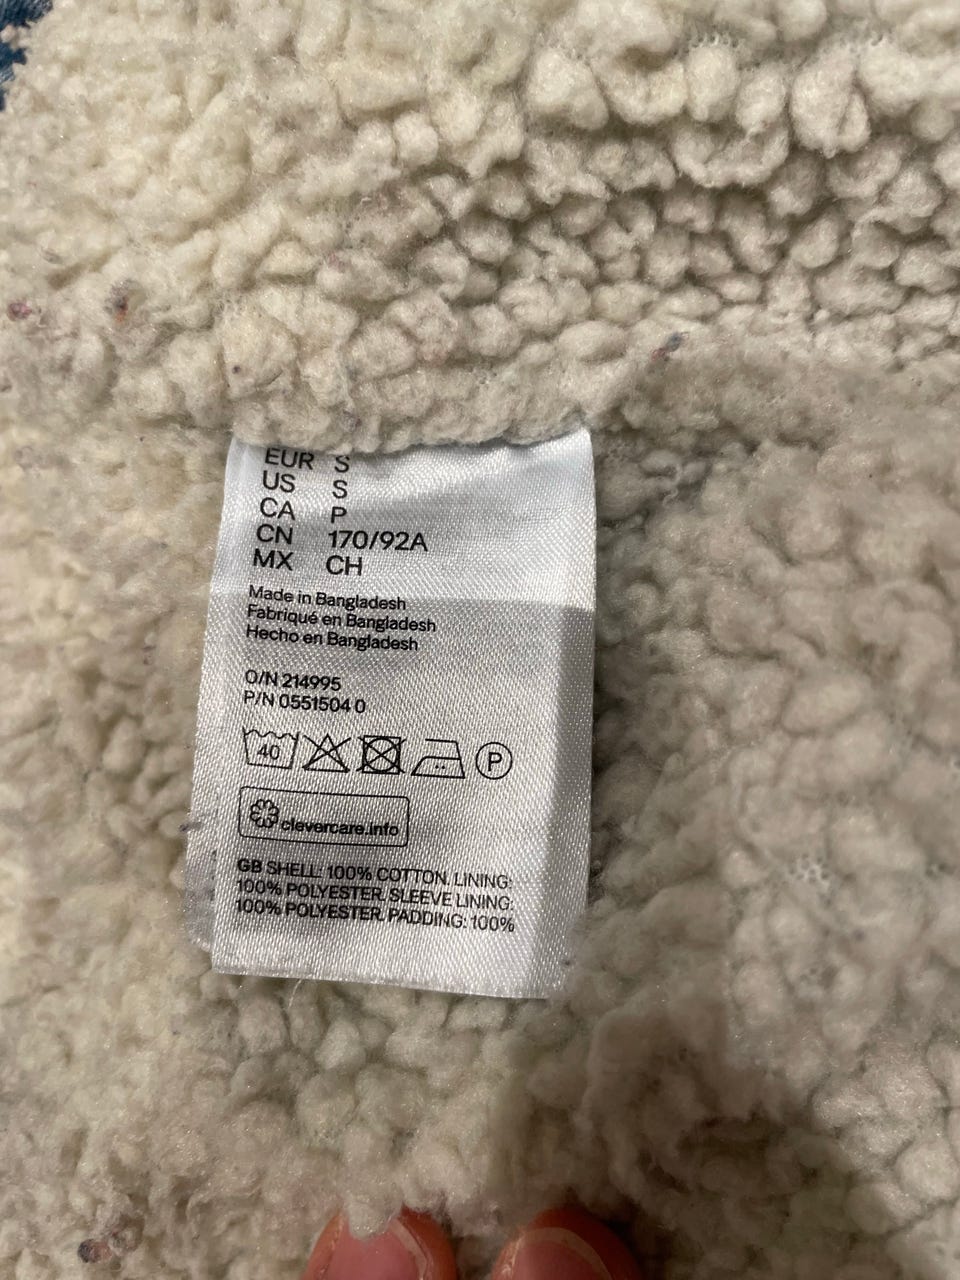 EUR S
US S
CA P
CN 170/92A
MX CH
Made in Bangladesh
Fabriqué en Bangladesh
Hecho en Bangladesh
O/N 214995
P/N 0551504 0
40
P
clevercare.info
GB SHELL: 100% COTTON, LINING:
100% POLYESTER, SLEEVE LINING:
100% POLYESTER, PADDING: 100%